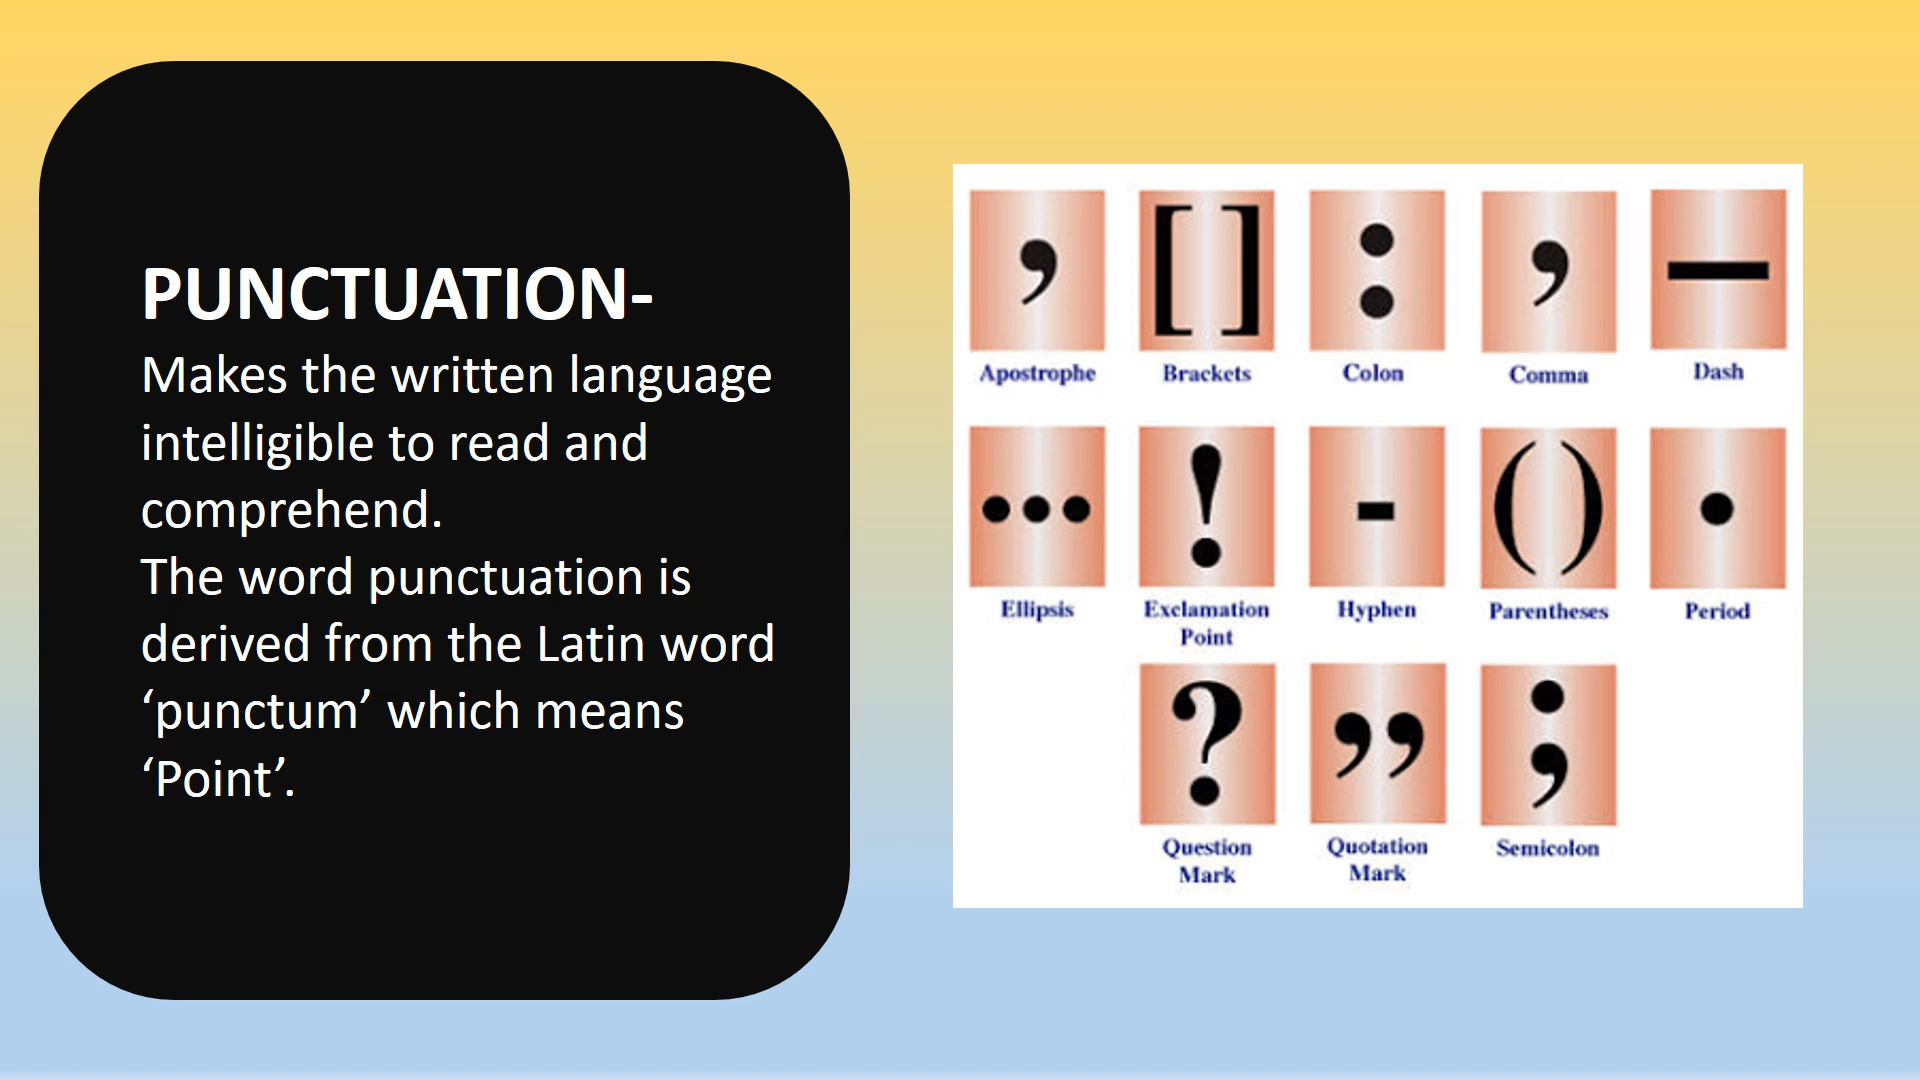 PUNCTUATION-
Makes the written language
intelligible to read and
comprehend.
The word punctuation is
derived from the Latin word
‘punctum’ which means
‘Point’.
, [ ] : , —
Apostrophe Brackets Colon Comma Dash
... ! - ( ) .
Ellipsis Exclamation Point Hyphen Parentheses Period
? ” ;
Question Mark Quotation Mark Semicolon